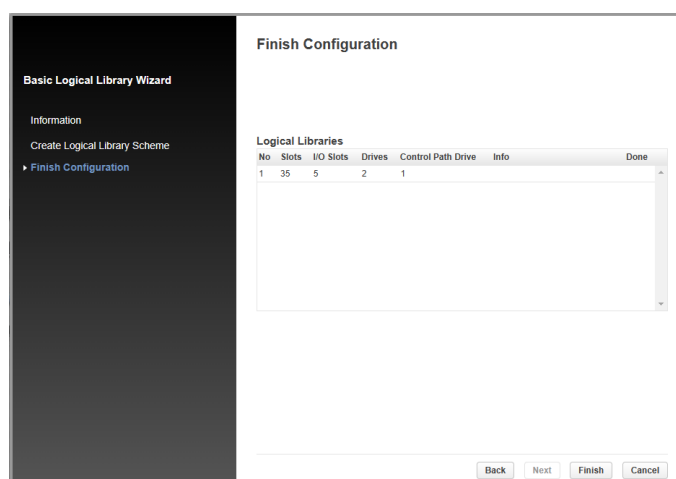 Finish Configuration
Basic Logical Library Wizard
Information
Create Logical Library Scheme
Finish Configuration
Logical Libraries
No Slots I/O Slots Drives Control Path Drive Info Done
1 35 5 2 1
Back Next Finish Cancel